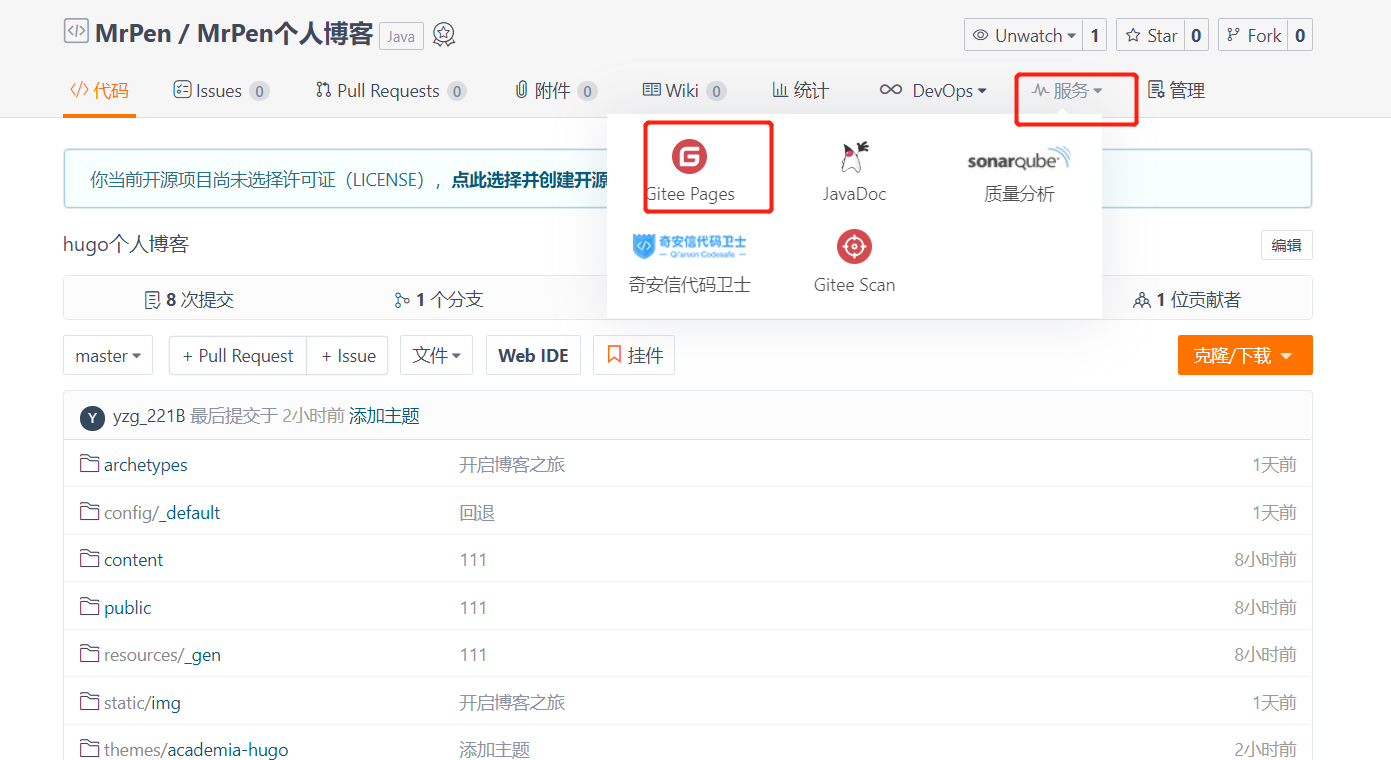 MrPen / MrPen个人博客 Java Unwatch 1 Star 0 Fork 0
代码 Issues 0 Pull Requests 0 附件 0 Wiki 0 统计 DevOps 服务 管理
你当前开源项目尚未选择许可证（LICENSE），点此选择并创建开源
Gitee Pages JavaDoc sonarqube 质量分析
奇安信代码卫士 Qi'anxin Codesafe
奇安信代码卫士 Gitee Scan
hugo个人博客 编辑
8 次提交 1 个分支 1 位贡献者
master + Pull Request + Issue 文件 Web IDE 挂件 克隆/下载
Y yzg_221B 最后提交于 2小时前 添加主题
archetypes 开启博客之旅 1天前
config/_default 回退 1天前
content 111 8小时前
public 111 8小时前
resources/_gen 111 8小时前
static/img 开启博客之旅 1天前
themes/academia-hugo 添加主题 2小时前